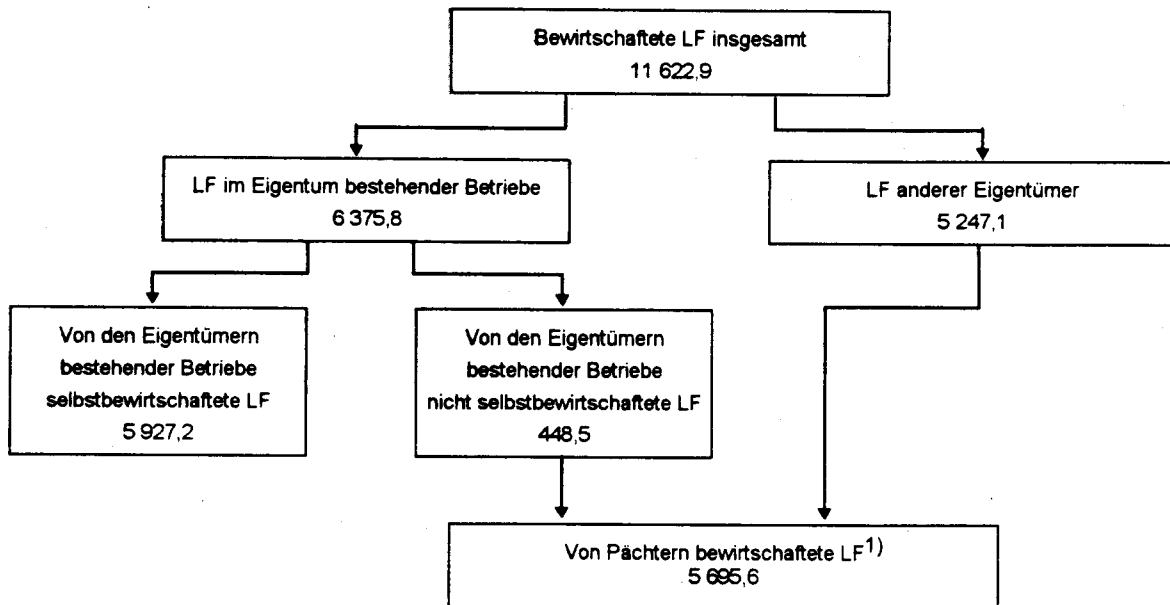 Bewirtschaftete LF insgesamt
11 622,9
LF im Eigentum bestehender Betriebe
6 375,8
LF anderer Eigentümer
5 247,1
Von den Eigentümern
bestehender Betriebe
selbstbewirtschaftete LF
5 927,2
Von den Eigentümern
bestehender Betriebe
nicht selbstbewirtschaftete LF
448,5
Von Pächtern bewirtschaftete LF1)
5 695,6